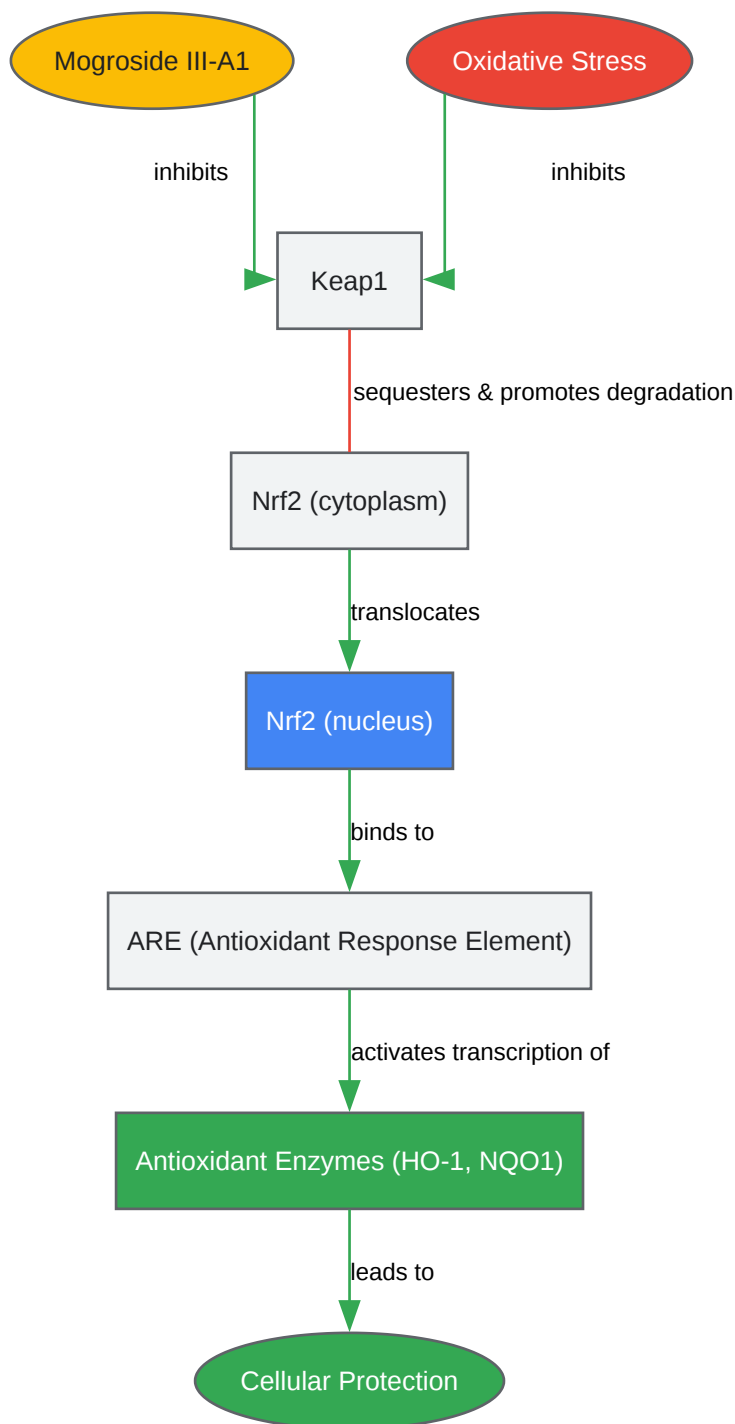 Mogroside III-A1
Oxidative Stress
inhibits
inhibits
Keap1
sequesters & promotes degradation
Nrf2 (cytoplasm)
translocates
Nrf2 (nucleus)
binds to
ARE (Antioxidant Response Element)
activates transcription of
Antioxidant Enzymes (HO-1, NQO1)
leads to
Cellular Protection